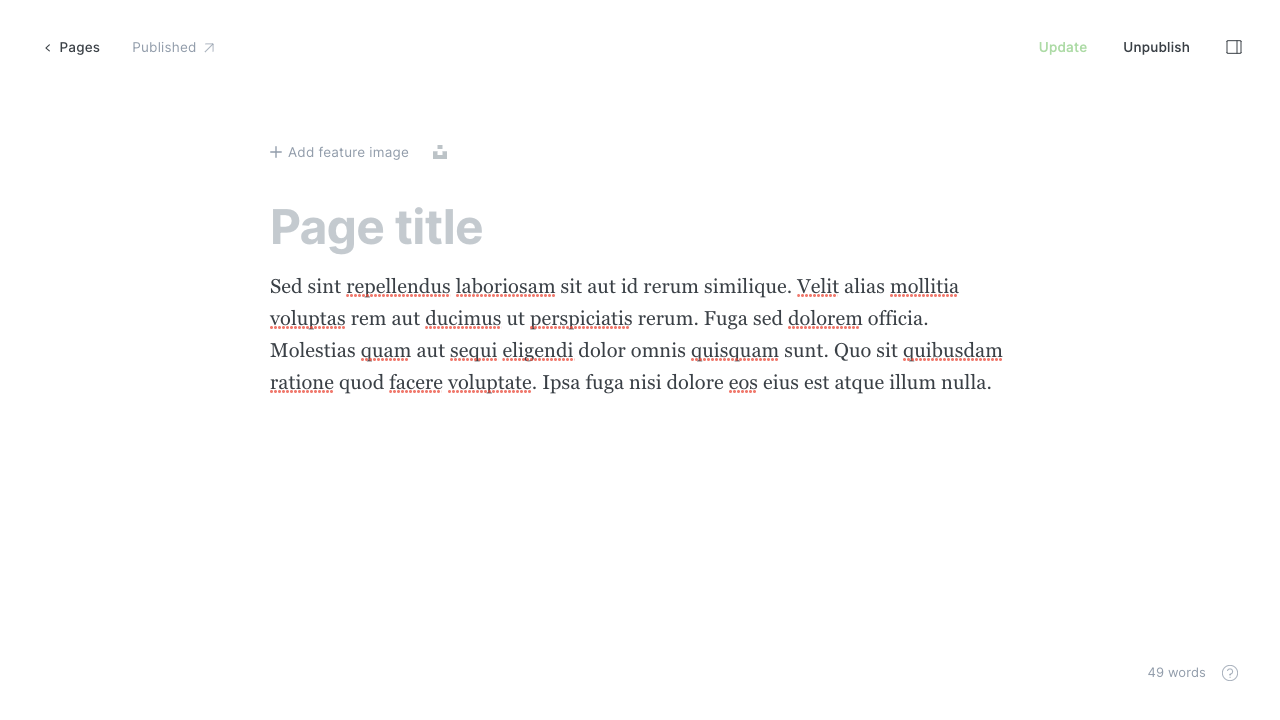 Pages
Published
Update
Unpublish
Add feature image
Page title
Sed sint repellendus laboriosam sit aut id rerum similique. Velit alias mollitia
voluptas rem aut ducimus ut perspiciatis rerum. Fuga sed dolorem officia.
Molestias quam aut sequi eligendi dolor omnis quisquam sunt. Quo sit quibusdam
ratione quod facere voluptate. Ipsa fuga nisi dolore eos eius est atque illum nulla.
49 words